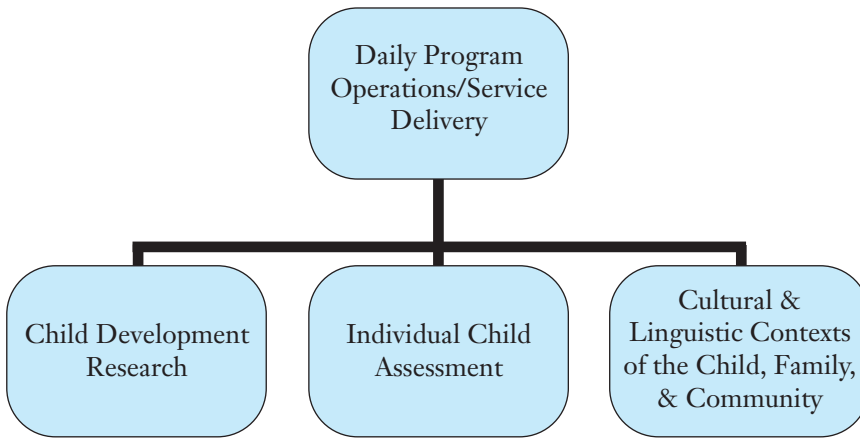 Daily Program
Operations/Service
Delivery
Child Development
Research
Individual Child
Assessment
Cultural &
Linguistic Contexts
of the Child, Family,
& Community